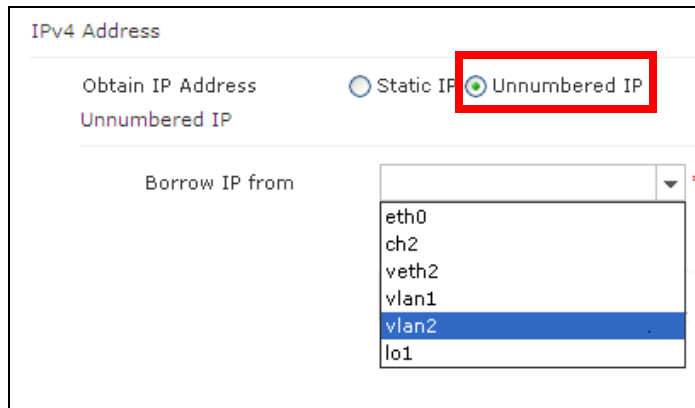 IPv4 Address
Obtain IP Address Static IP Unnumbered IP
Unnumbered IP
Borrow IP from *
eth0
ch2
veth2
vlan1
vlan2
lo1